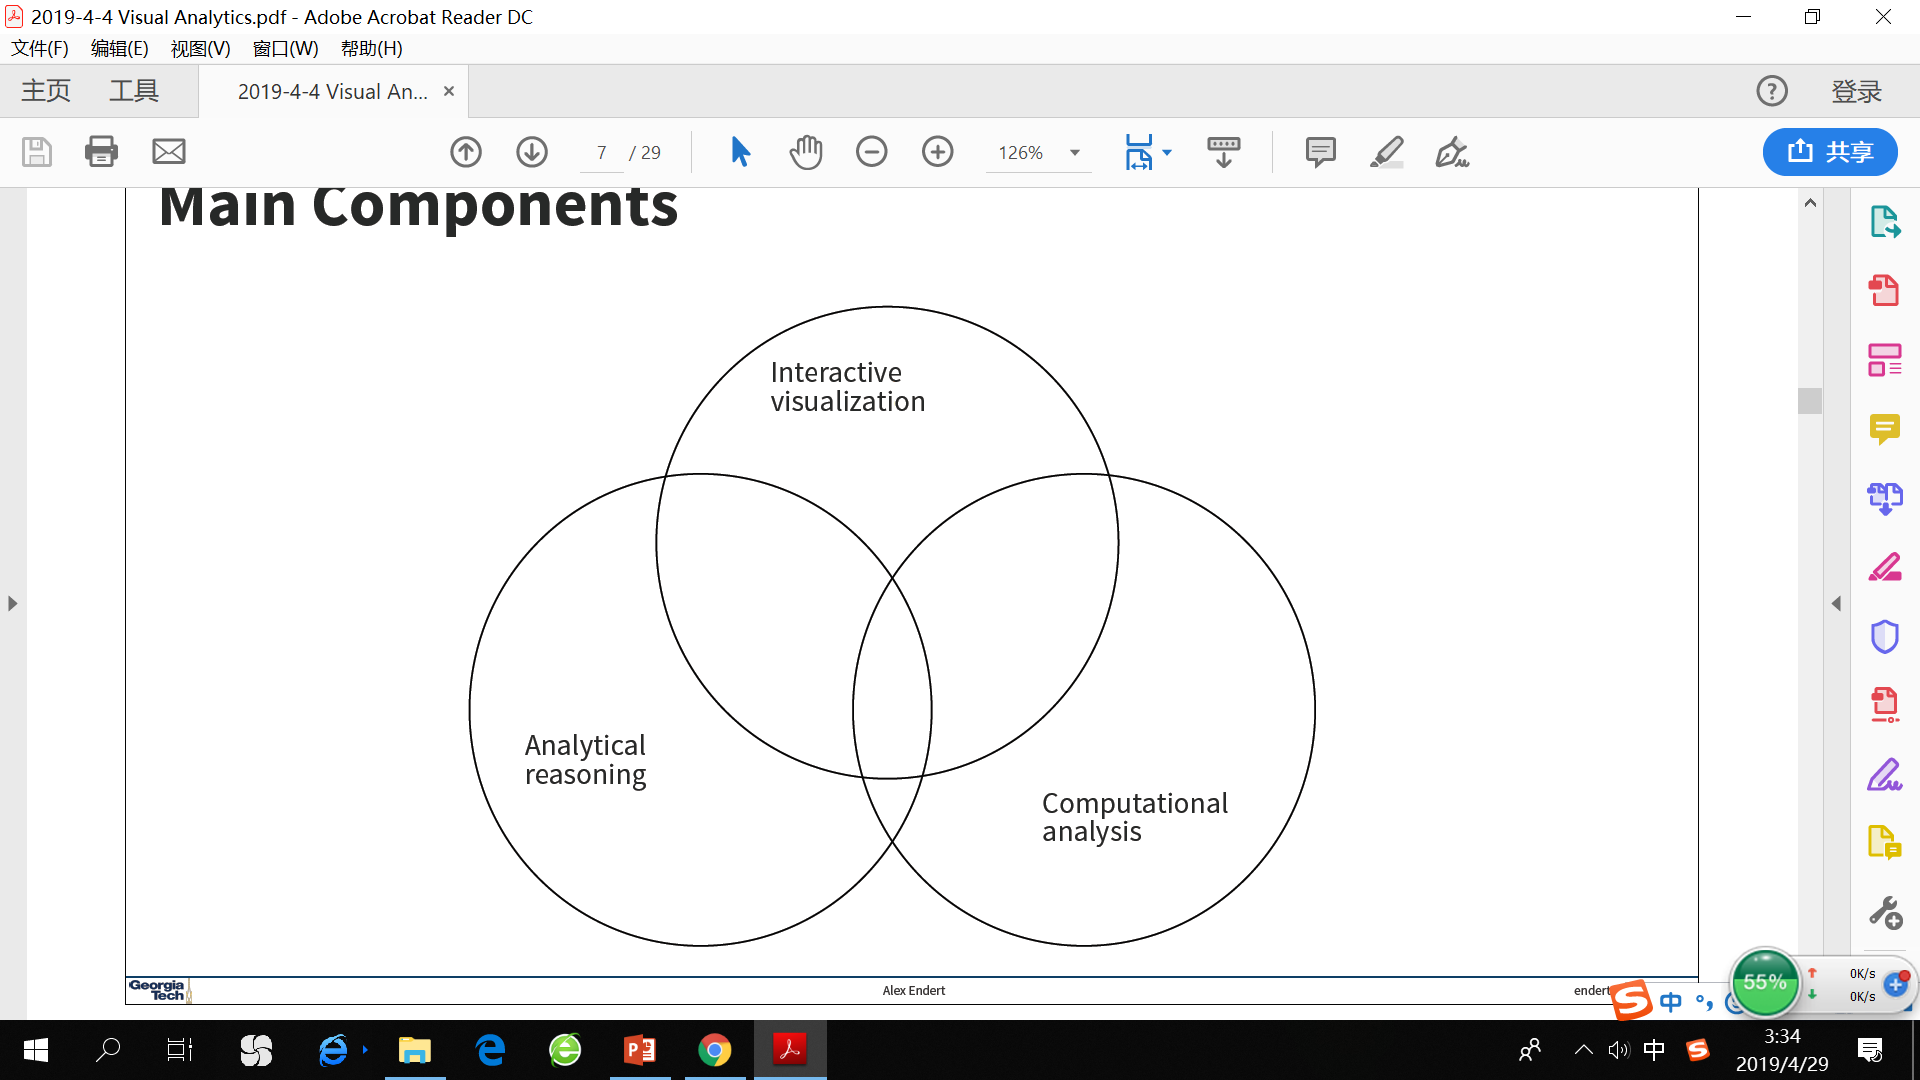 2019-4-4 Visual Analytics.pdf - Adobe Acrobat Reader DC
文件(F) 编辑(E) 视图(V) 窗口(W) 帮助(H)
主页 工具 2019-4-4 Visual An... × 登录
7 / 29 126% 共享
Main Components
Interactive
visualization
Analytical
reasoning
Computational
analysis
Georgia
Tech
Alex Endert
endert
55%
0K/s
0K/s
中
中
3:34
2019/4/29